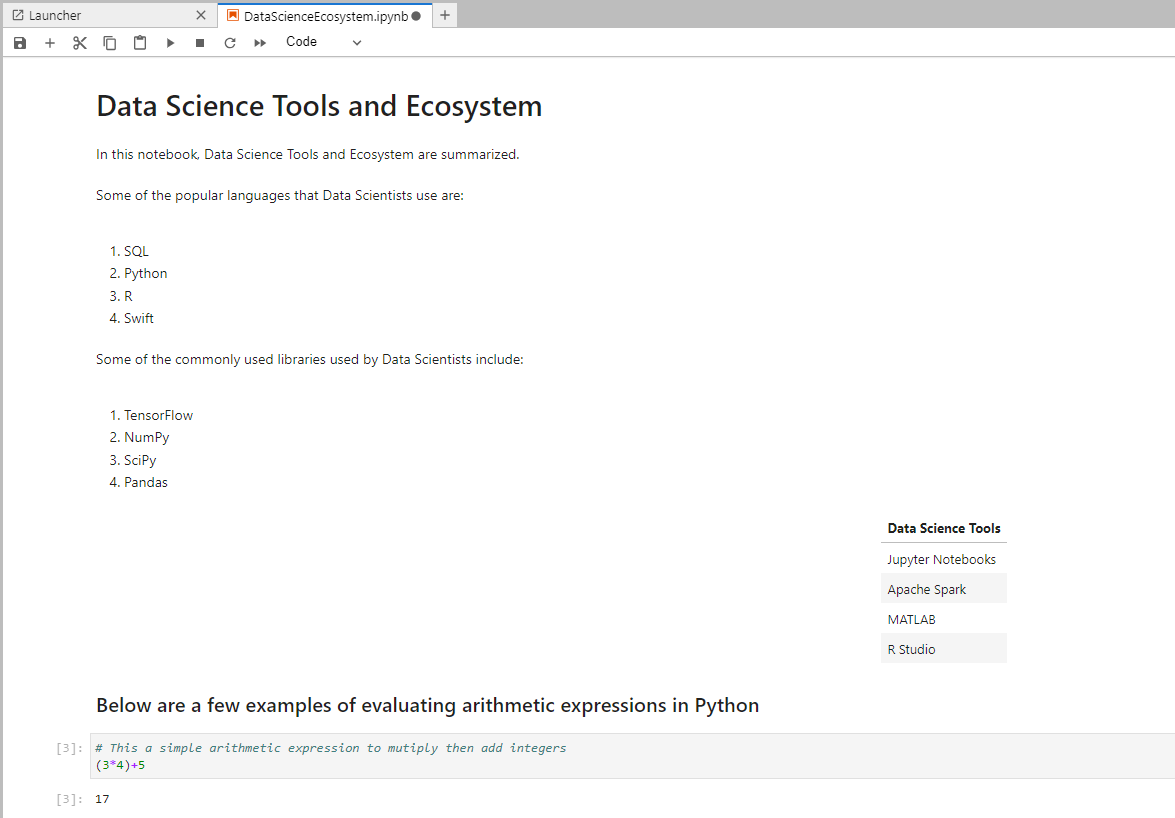 Launcher
DataScienceEcosystem.ipynb
Code
Data Science Tools and Ecosystem
In this notebook, Data Science Tools and Ecosystem are summarized.
Some of the popular languages that Data Scientists use are:
1. SQL
2. Python
3. R
4. Swift
Some of the commonly used libraries used by Data Scientists include:
1. TensorFlow
2. NumPy
3. SciPy
4. Pandas
Data Science Tools
Jupyter Notebooks
Apache Spark
MATLAB
R Studio
Below are a few examples of evaluating arithmetic expressions in Python
[3]: # This a simple arithmetic expression to mutiply then add integers
(3*4)+5
[3]: 17